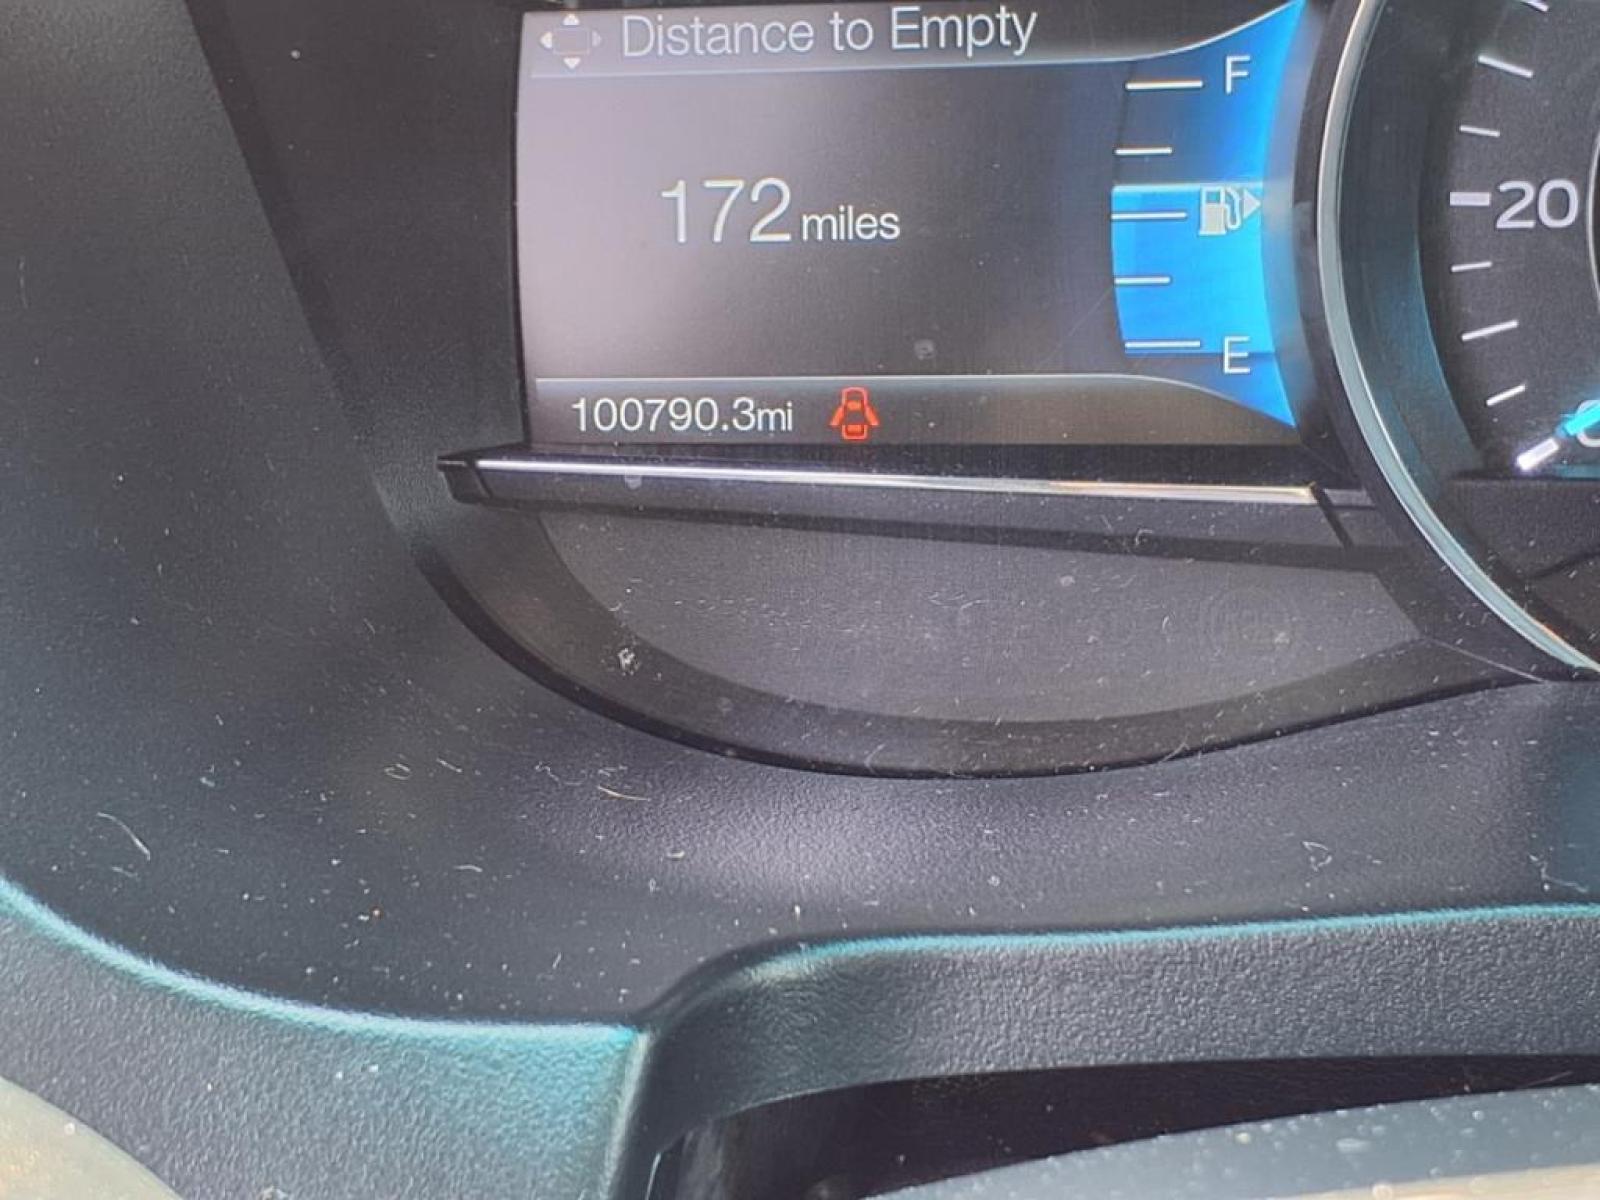 Distance to Empty
F
172 miles
20
E
100790.3mi